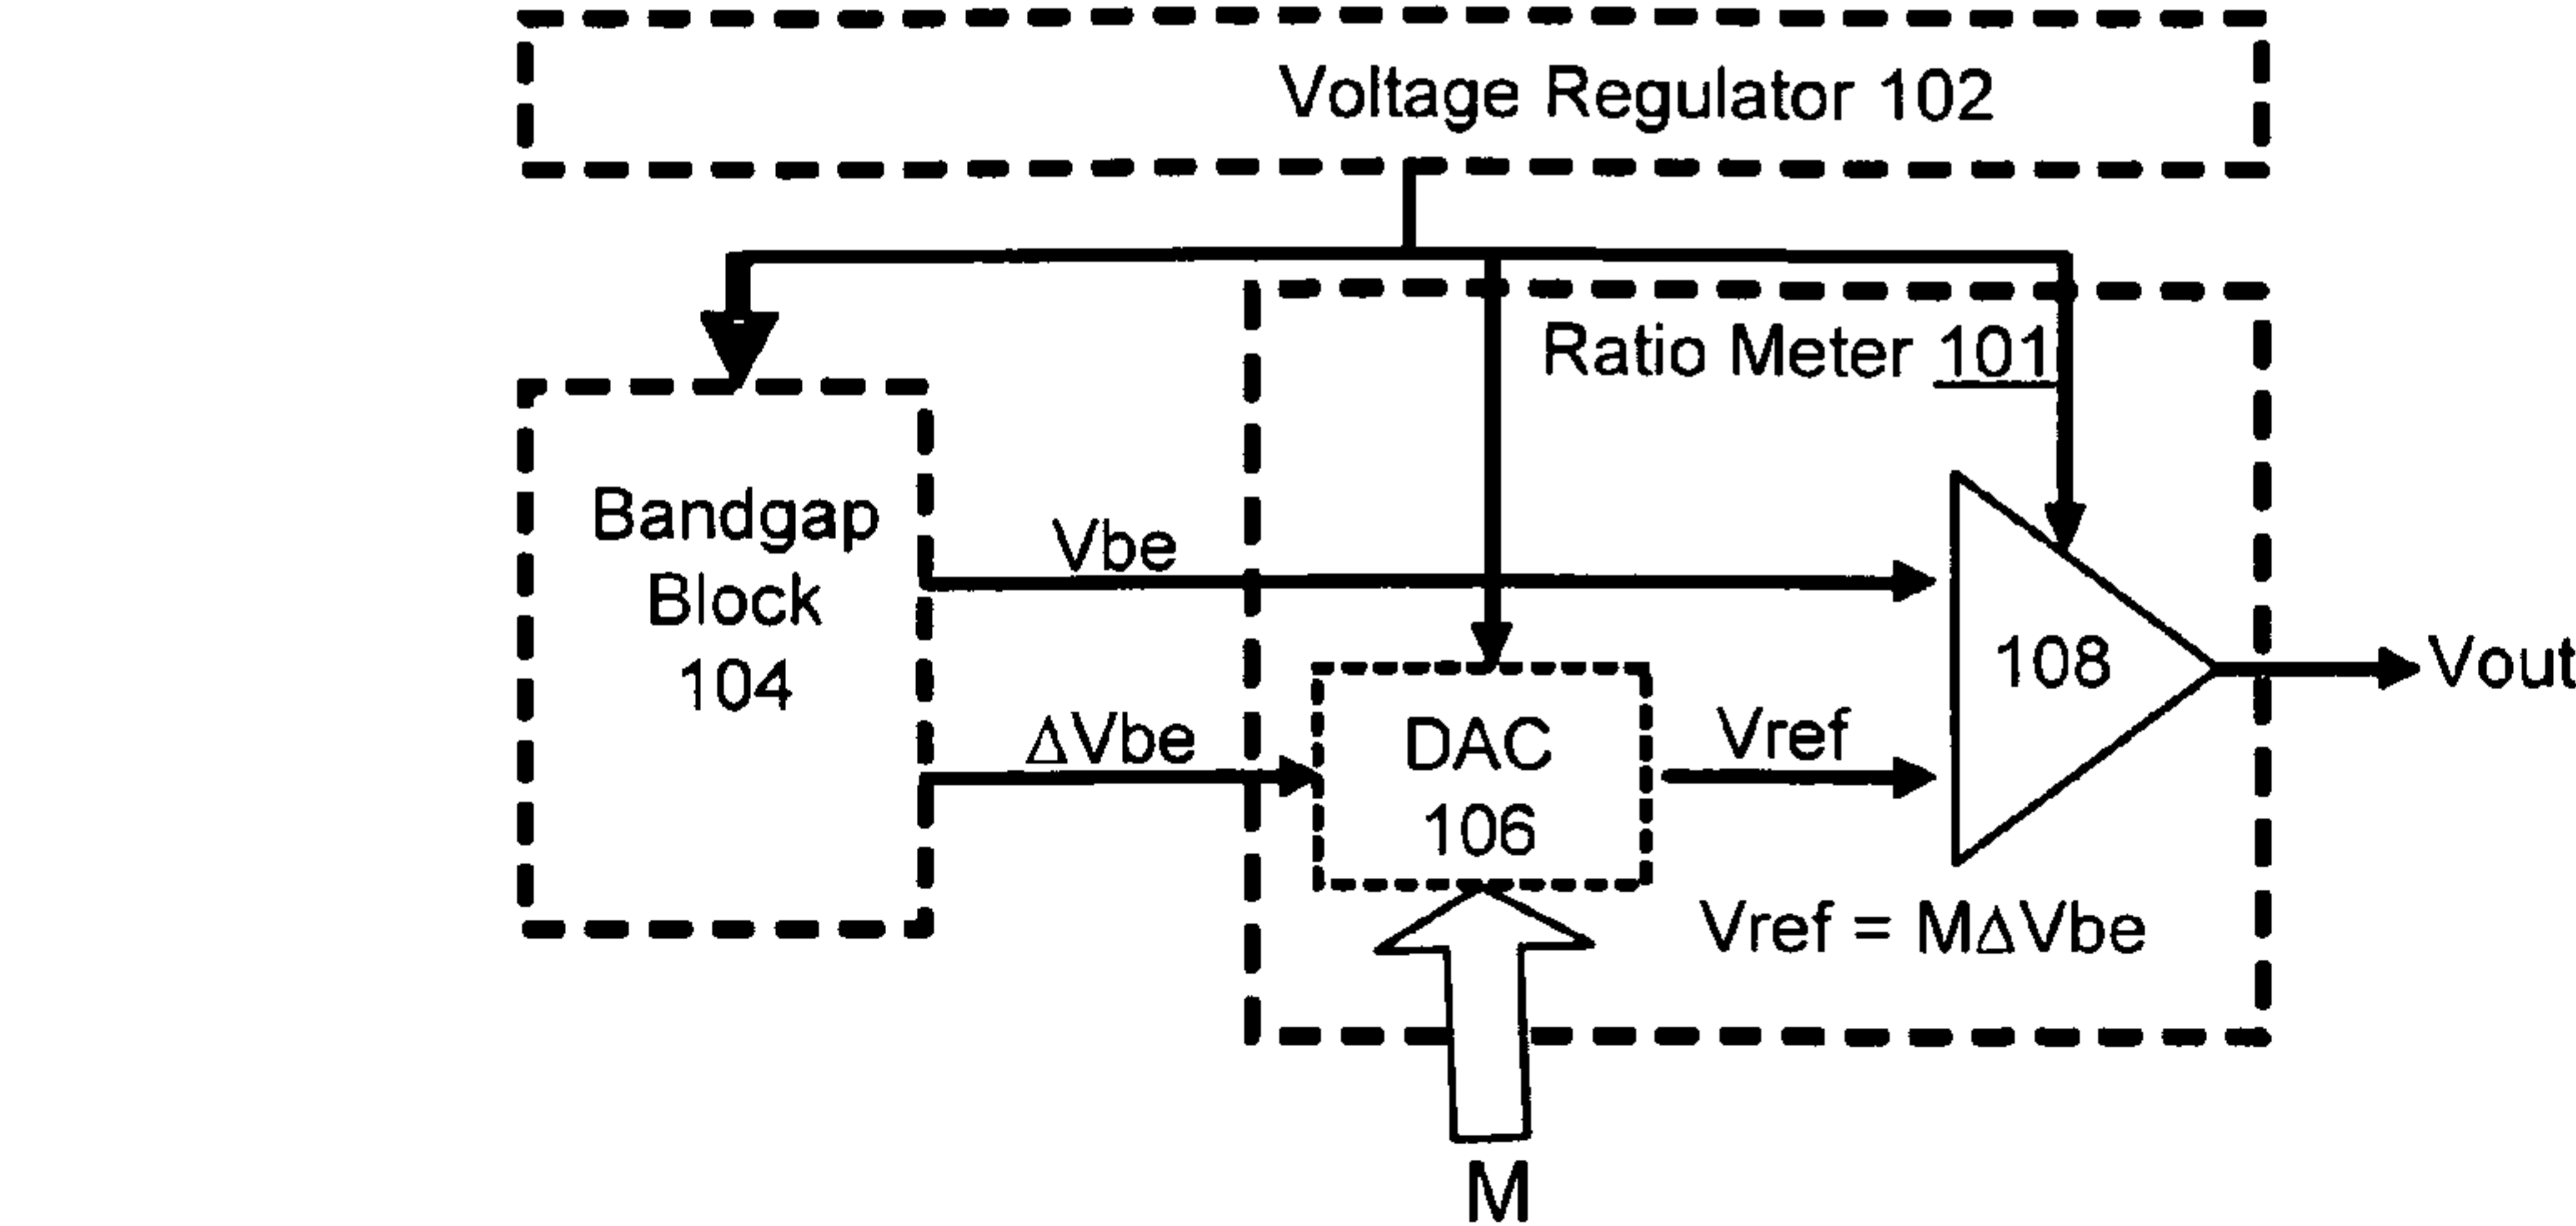 Voltage Regulator 102
Ratio Meter 101
Bandgap
Block
104
Vbe
ΔVbe
DAC
106
Vref
108
Vout
Vref = MΔVbe
M